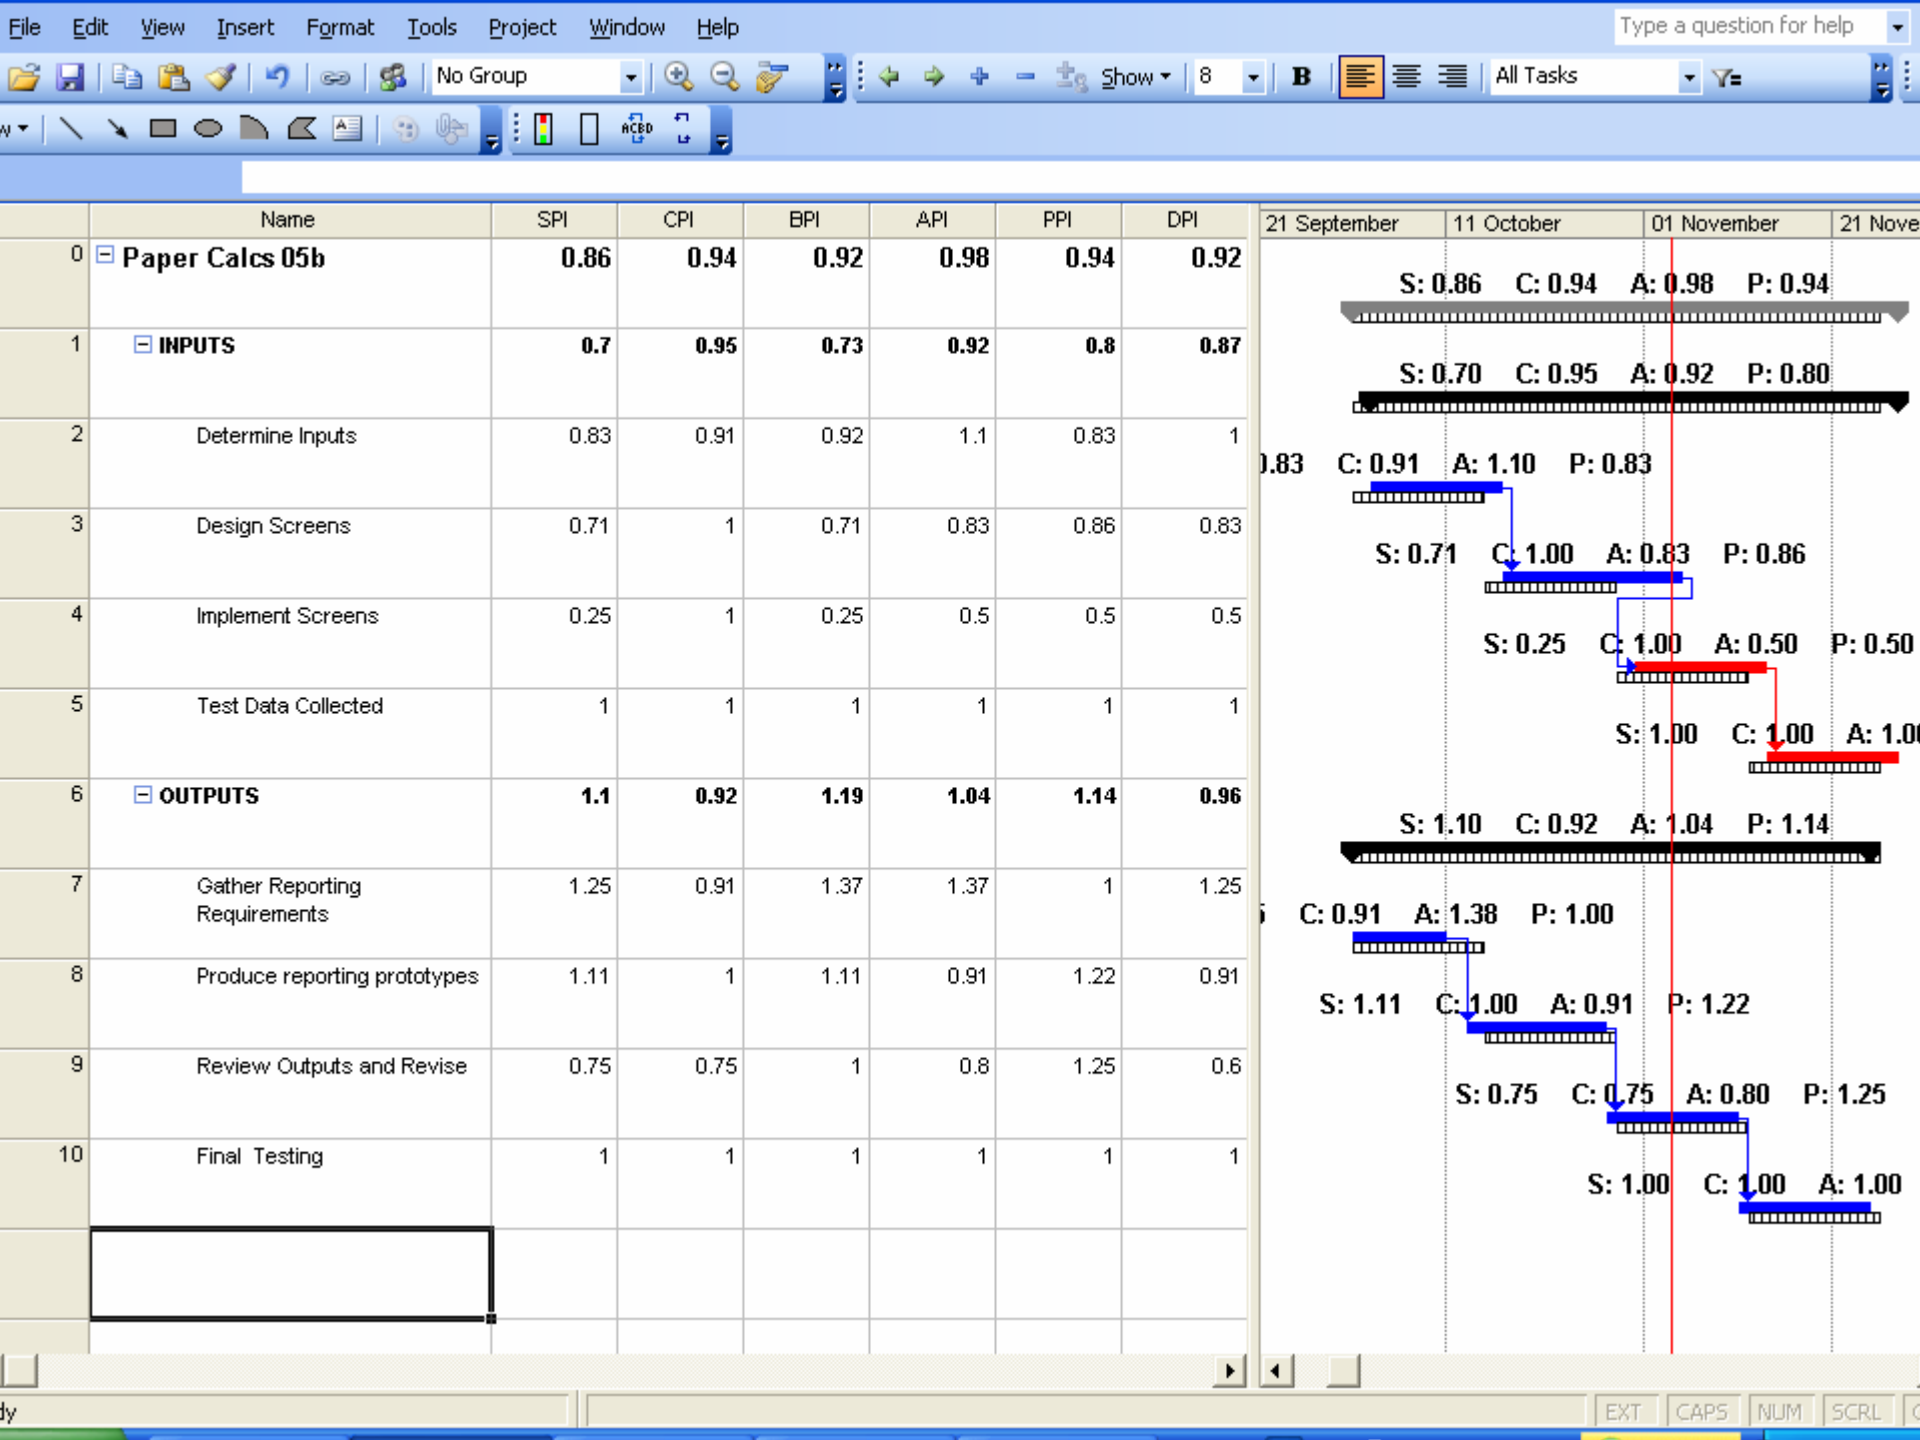 File Edit View Insert Format Tools Project Window Help Type a question for help
No Group Show 8 B All Tasks
ACBD
Name SPI CPI BPI API PPI DPI 21 September 11 October 01 November 21 Nove
0 Paper Calcs 05b 0.86 0.94 0.92 0.98 0.94 0.92
S: 0.86 C: 0.94 A: 0.98 P: 0.94
1 INPUTS 0.7 0.95 0.73 0.92 0.8 0.87
S: 0.70 C: 0.95 A: 0.92 P: 0.80
2 Determine Inputs 0.83 0.91 0.92 1.1 0.83 1
0.83 C: 0.91 A: 1.10 P: 0.83
3 Design Screens 0.71 1 0.71 0.83 0.86 0.83
S: 0.71 C: 1.00 A: 0.83 P: 0.86
4 Implement Screens 0.25 1 0.25 0.5 0.5 0.5
S: 0.25 C: 1.00 A: 0.50 P: 0.50
5 Test Data Collected 1 1 1 1 1 1
S: 1.00 C: 1.00 A: 1.00
6 OUTPUTS 1.1 0.92 1.19 1.04 1.14 0.96
S: 1.10 C: 0.92 A: 1.04 P: 1.14
7 Gather Reporting 1.25 0.91 1.37 1.37 1 1.25
Requirements
C: 0.91 A: 1.38 P: 1.00
8 Produce reporting prototypes 1.11 1 1.11 0.91 1.22 0.91
S: 1.11 C: 1.00 A: 0.91 P: 1.22
9 Review Outputs and Revise 0.75 0.75 1 0.8 1.25 0.6
S: 0.75 C: 0.75 A: 0.80 P: 1.25
10 Final Testing 1 1 1 1 1 1
S: 1.00 C: 1.00 A: 1.00
dy EXT CAPS NUM SCRL